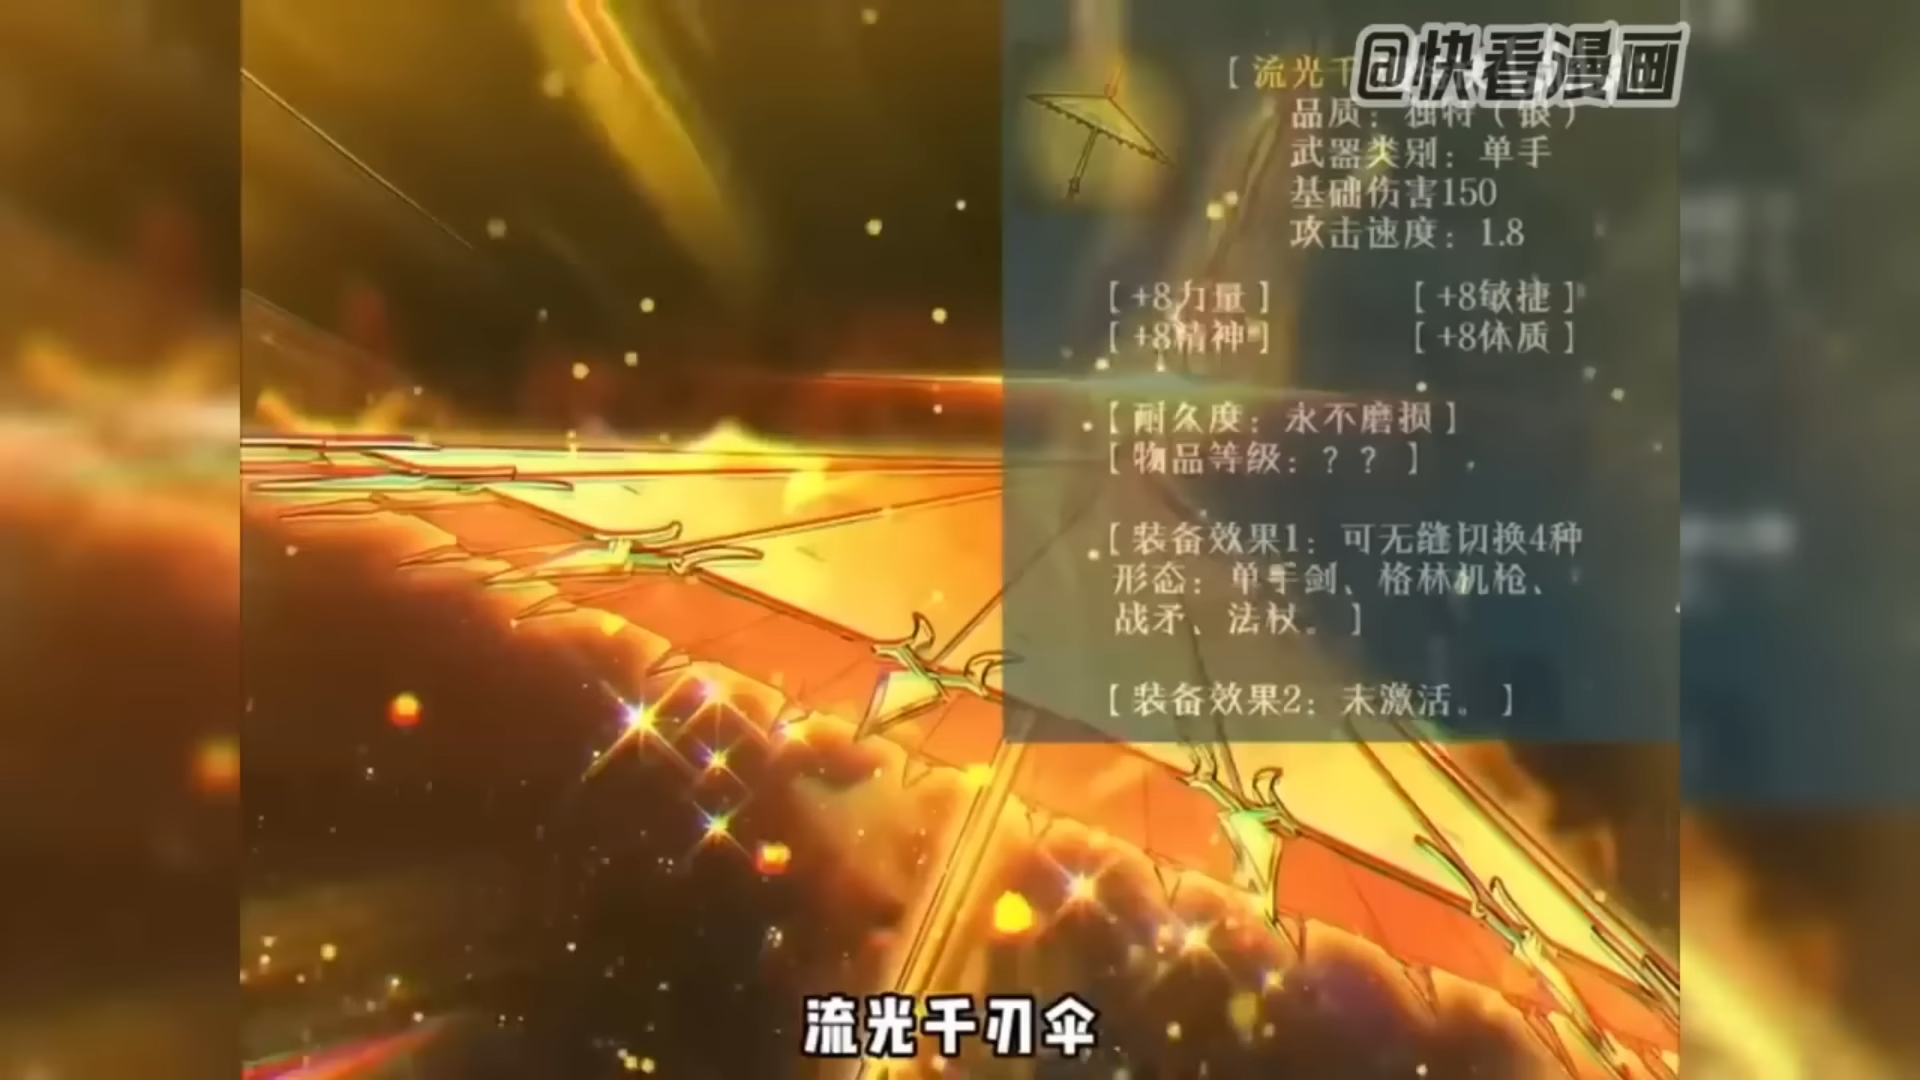 @快看漫画
[ 流光千
品质：独特（银）
武器类别：单手
基础伤害150
攻击速度：1.8
[ +8力量 ] [ +8敏捷 ]
[ +8精神 ] [ +8体质 ]
[ 耐久度：永不磨损 ]
[ 物品等级：？？ ]
[ 装备效果1：可无缝切换4种
形态：单手剑、格林机枪、
战矛、法杖。 ]
[ 装备效果2：未激活。 ]
流光千刃伞